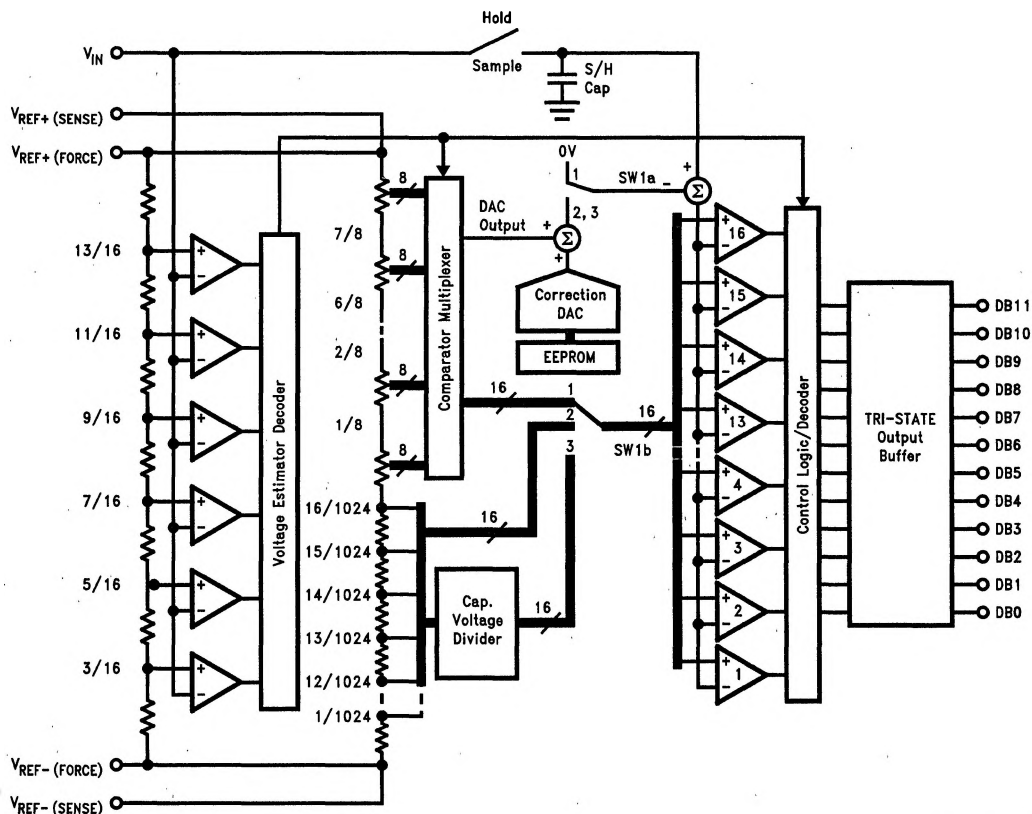 Hold
V_IN
Sample
S/H
Cap
V_REF+ (SENSE)
V_REF+ (FORCE)
0V
1
SW1a
+
-
Σ
8
DAC
Output
2, 3
+
Σ
+
7/8
8
6/8
2/8
8
1/8
8
Comparator Multiplexer
Correction
DAC
EEPROM
16
1
2
3
SW1b
16
13/16
+
-
11/16
+
-
9/16
+
-
7/16
+
-
5/16
+
-
3/16
+
-
Voltage Estimator Decoder
16/1024
15/1024
14/1024
13/1024
12/1024
1/1024
16
Cap.
Voltage
Divider
16
+
-
16
+
-
15
+
-
14
+
-
13
+
-
4
+
-
3
+
-
2
+
-
1
Control Logic/Decoder
TRI-STATE
Output
Buffer
DB11
DB10
DB9
DB8
DB7
DB6
DB5
DB4
DB3
DB2
DB1
DB0
V_REF- (FORCE)
V_REF- (SENSE)